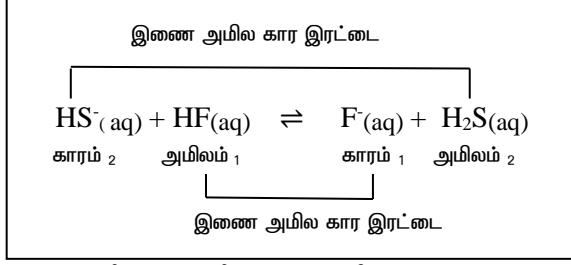 இணை அமில கார இரட்டை
HS⁻( aq) + HF(aq) ⇌ F⁻(aq) + H₂S(aq)
காரம் ₂ அமிலம் ₁ காரம் ₁ அமிலம் ₂
இணை அமில கார இரட்டை